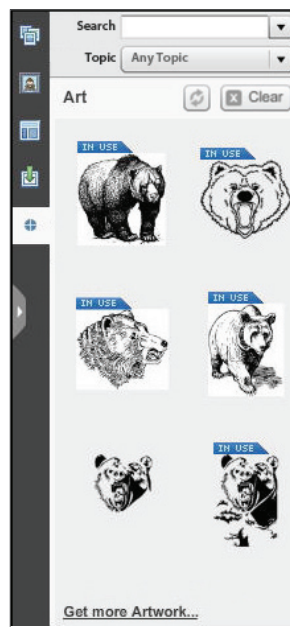 Search
Topic Any Topic
Art Clear
IN USE IN USE
IN USE IN USE
IN USE
Get more Artwork...